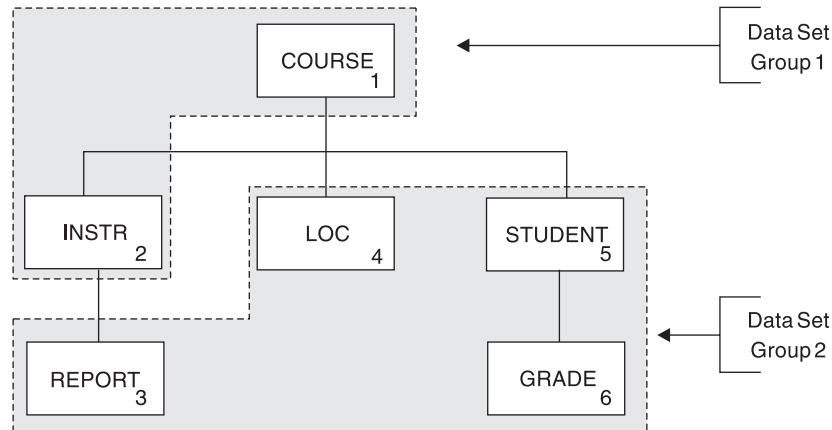 COURSE
1
Data Set
Group 1
INSTR
2
LOC
4
STUDENT
5
REPORT
3
GRADE
6
Data Set
Group 2